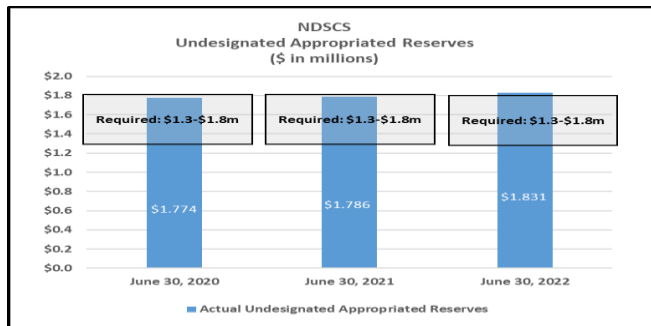 NDSCS
Undesignated Appropriated Reserves
($ in millions)
$2.0
$1.8
$1.6
$1.4
$1.2
$1.0
$0.8
$0.6
$0.4
$0.2
$0.0
Required: $1.3-$1.8m
Required: $1.3-$1.8m
Required: $1.3-$1.8m
$1.774
$1.786
$1.831
June 30, 2020
June 30, 2021
June 30, 2022
Actual Undesignated Appropriated Reserves